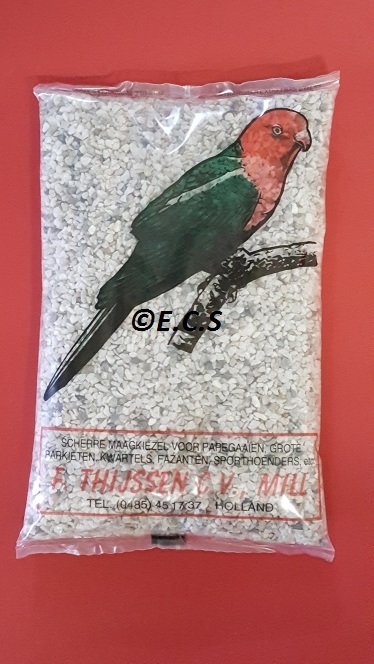 ©E.C.S
SCHERPE MAAGKIEZEL VOOR PAPEGAAIEN, GROTE
PARKIETEN, KWARTELS, FAZANTEN, SPORTHOENDERS, etc.
F. THIJSSEN C.V., MILL
TEL. (0485) 45 17 37, HOLLAND